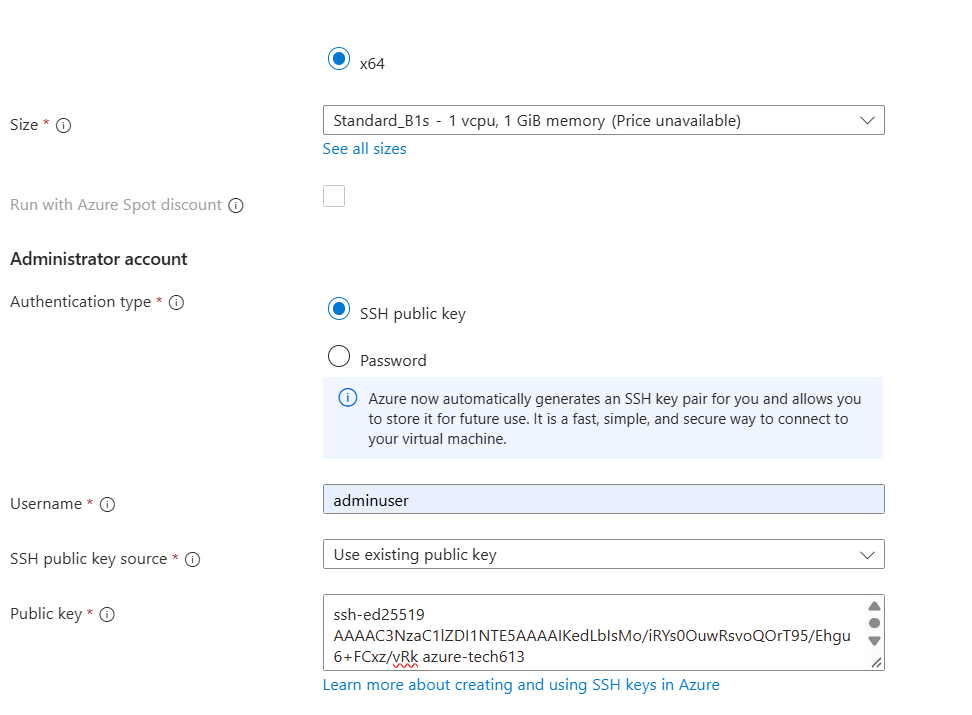 x64
Size *
Standard_B1s - 1 vcpu, 1 GiB memory (Price unavailable)
See all sizes
Run with Azure Spot discount
Administrator account
Authentication type *
SSH public key
Password
Azure now automatically generates an SSH key pair for you and allows you
to store it for future use. It is a fast, simple, and secure way to connect to
your virtual machine.
Username *
adminuser
SSH public key source *
Use existing public key
Public key *
ssh-ed25519
AAAAC3NzaC1lZDI1NTE5AAAAIKedLbIsMo/iRYs0OuwRsvoQOrT95/Ehgu
6+FCxz/vRk azure-tech613
Learn more about creating and using SSH keys in Azure